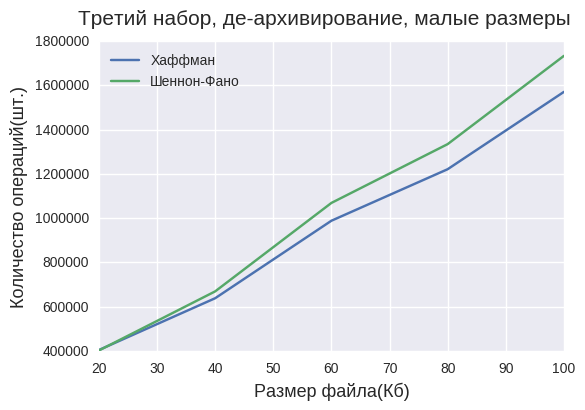 Третий набор, де-архивирование, малые размеры
1800000
1600000
1400000
1200000
1000000
800000
600000
400000
Количество операций(шт.)
Хаффман
Шеннон-Фано
20 30 40 50 60 70 80 90 100
Размер файла(Кб)